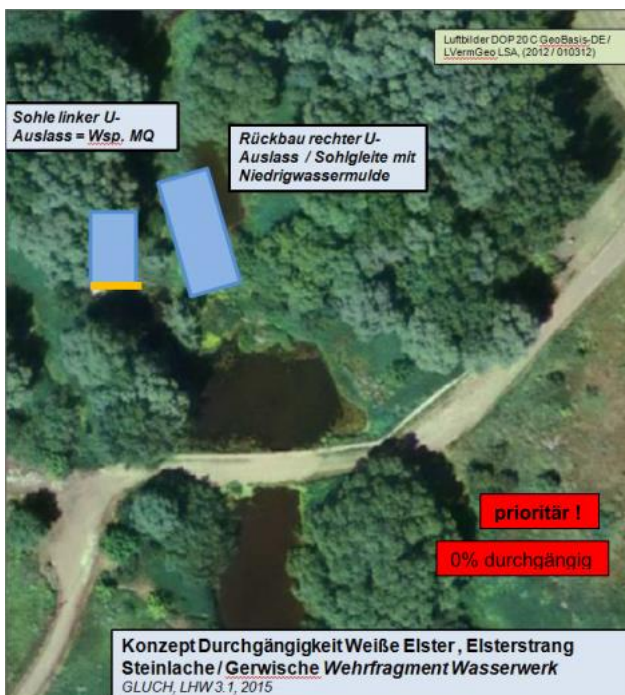 Luftbilder DOP 20 C GeoBasis-DE /
LVermGeo LSA, (2012 / 010312)
Sohle linker U-
Auslass = Wsp. MQ
Rückbau rechter U-
Auslass / Sohlgleite mit
Niedrigwassermulde
prioritär !
0% durchgängig
Konzept Durchgängigkeit Weiße Elster , Elsterstrang
Steinlache / Gerwische Wehrfragment Wasserwerk
GLUCH, LHW 3.1, 2015